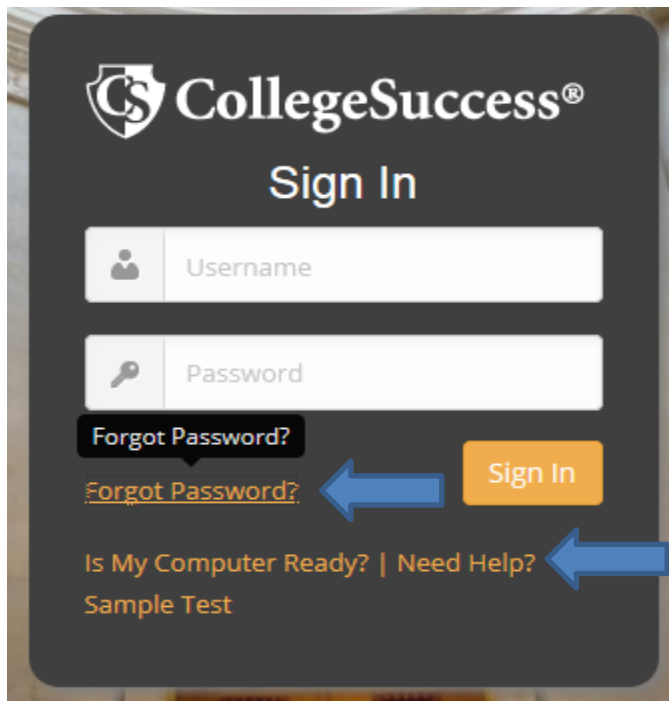 CS CollegeSuccess®
Sign In
Username
Password
Forgot Password?
Forgot Password?
Sign In
Is My Computer Ready? | Need Help?
Sample Test